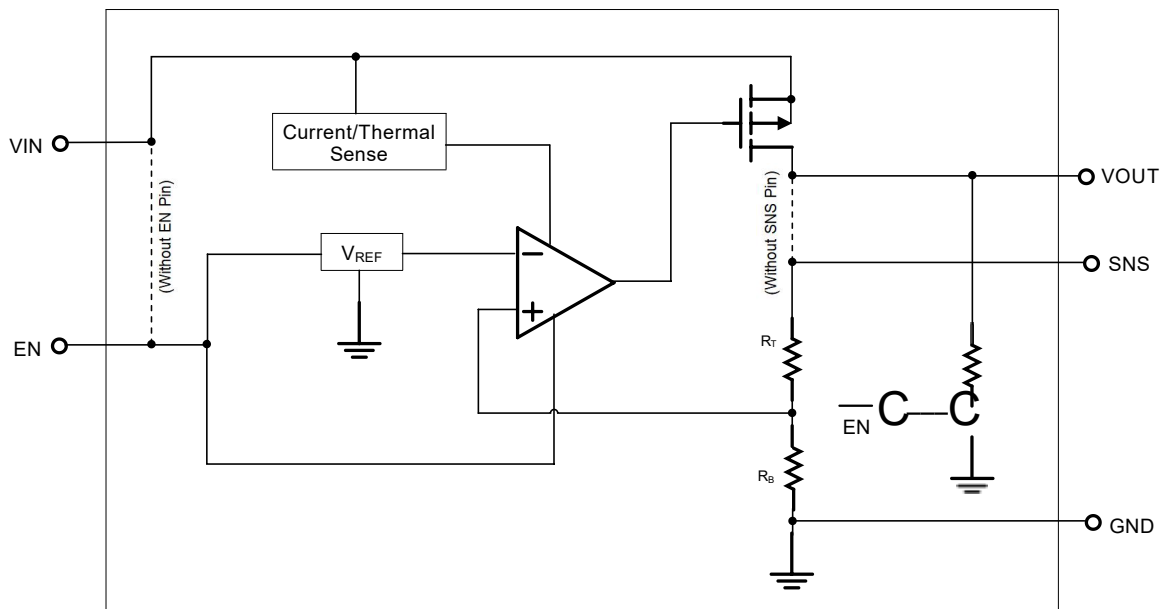 VIN
Current/Thermal
Sense
(Without EN Pin)
(Without SNS Pin)
VOUT
SNS
VREF
−
+
EN
RT
EN
C
C
RB
GND